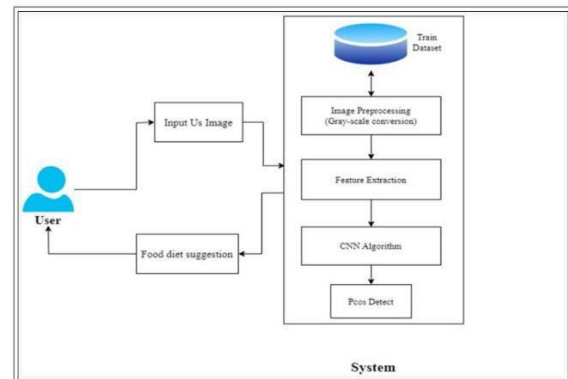 Train
Dataset
Image Preprocessing
(Gray-scale conversion)
Input Us Image
Feature Extraction
User
Food diet suggestion
CNN Algorithm
Pcos Detect
System